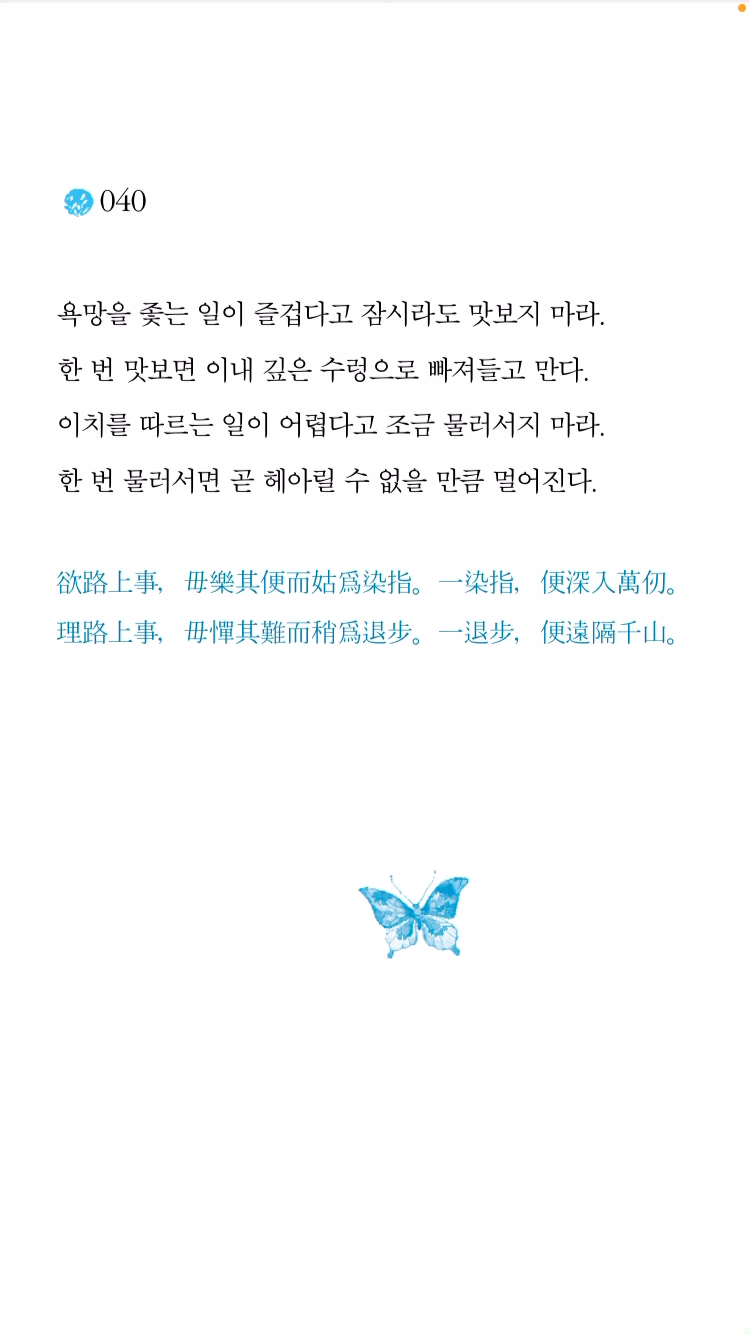 040
욕망을 좇는 일이 즐겁다고 잠시라도 맛보지 마라.
한 번 맛보면 이내 깊은 수렁으로 빠져들고 만다.
이치를 따르는 일이 어렵다고 조금 물러서지 마라.
한 번 물러서면 곧 헤아릴 수 없을 만큼 멀어진다.
欲路上事, 毋樂其便而姑爲染指。一染指, 便深入萬仞。
理路上事, 毋憚其難而稍爲退步。一退步, 便遠隔千山。